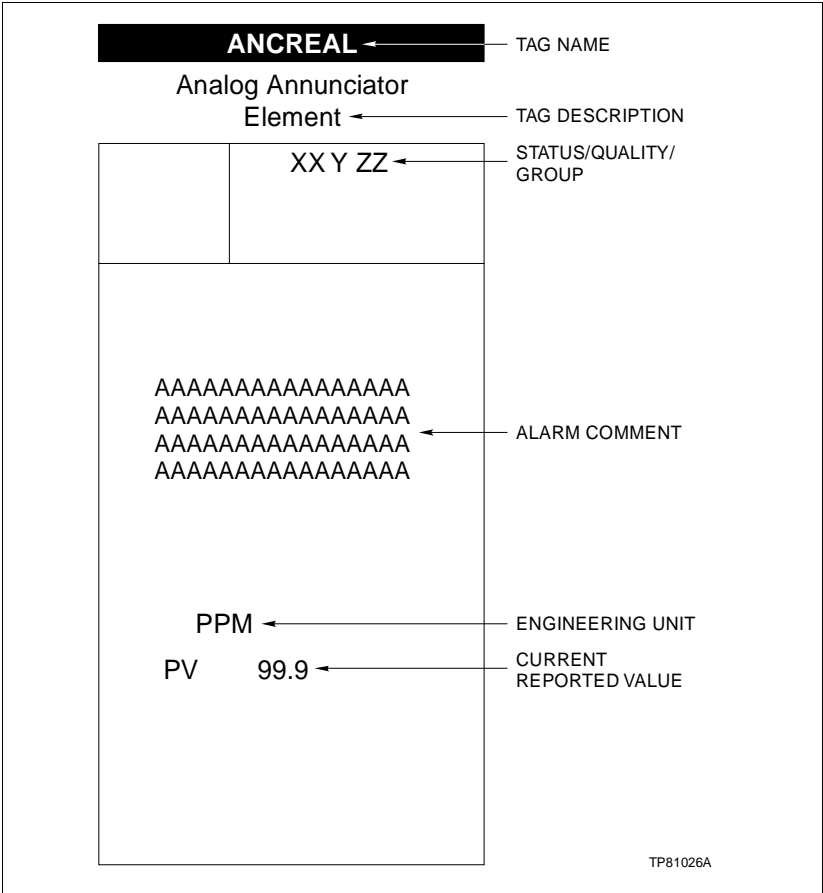 ANCREAL
TAG NAME
Analog Annunciator
Element
TAG DESCRIPTION
XX Y ZZ
STATUS/QUALITY/
GROUP
AAAAAAAAAAAAAAAA
AAAAAAAAAAAAAAAA
AAAAAAAAAAAAAAAA
AAAAAAAAAAAAAAAA
ALARM COMMENT
PPM
ENGINEERING UNIT
PV 99.9
CURRENT
REPORTED VALUE
TP81026A